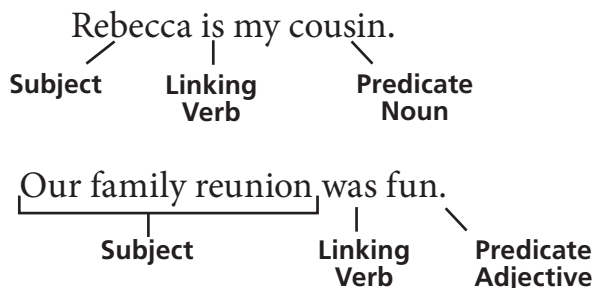 Rebecca is my cousin.
Subject Linking Predicate
Verb Noun
Our family reunion was fun.
Subject Linking Predicate
Verb Adjective